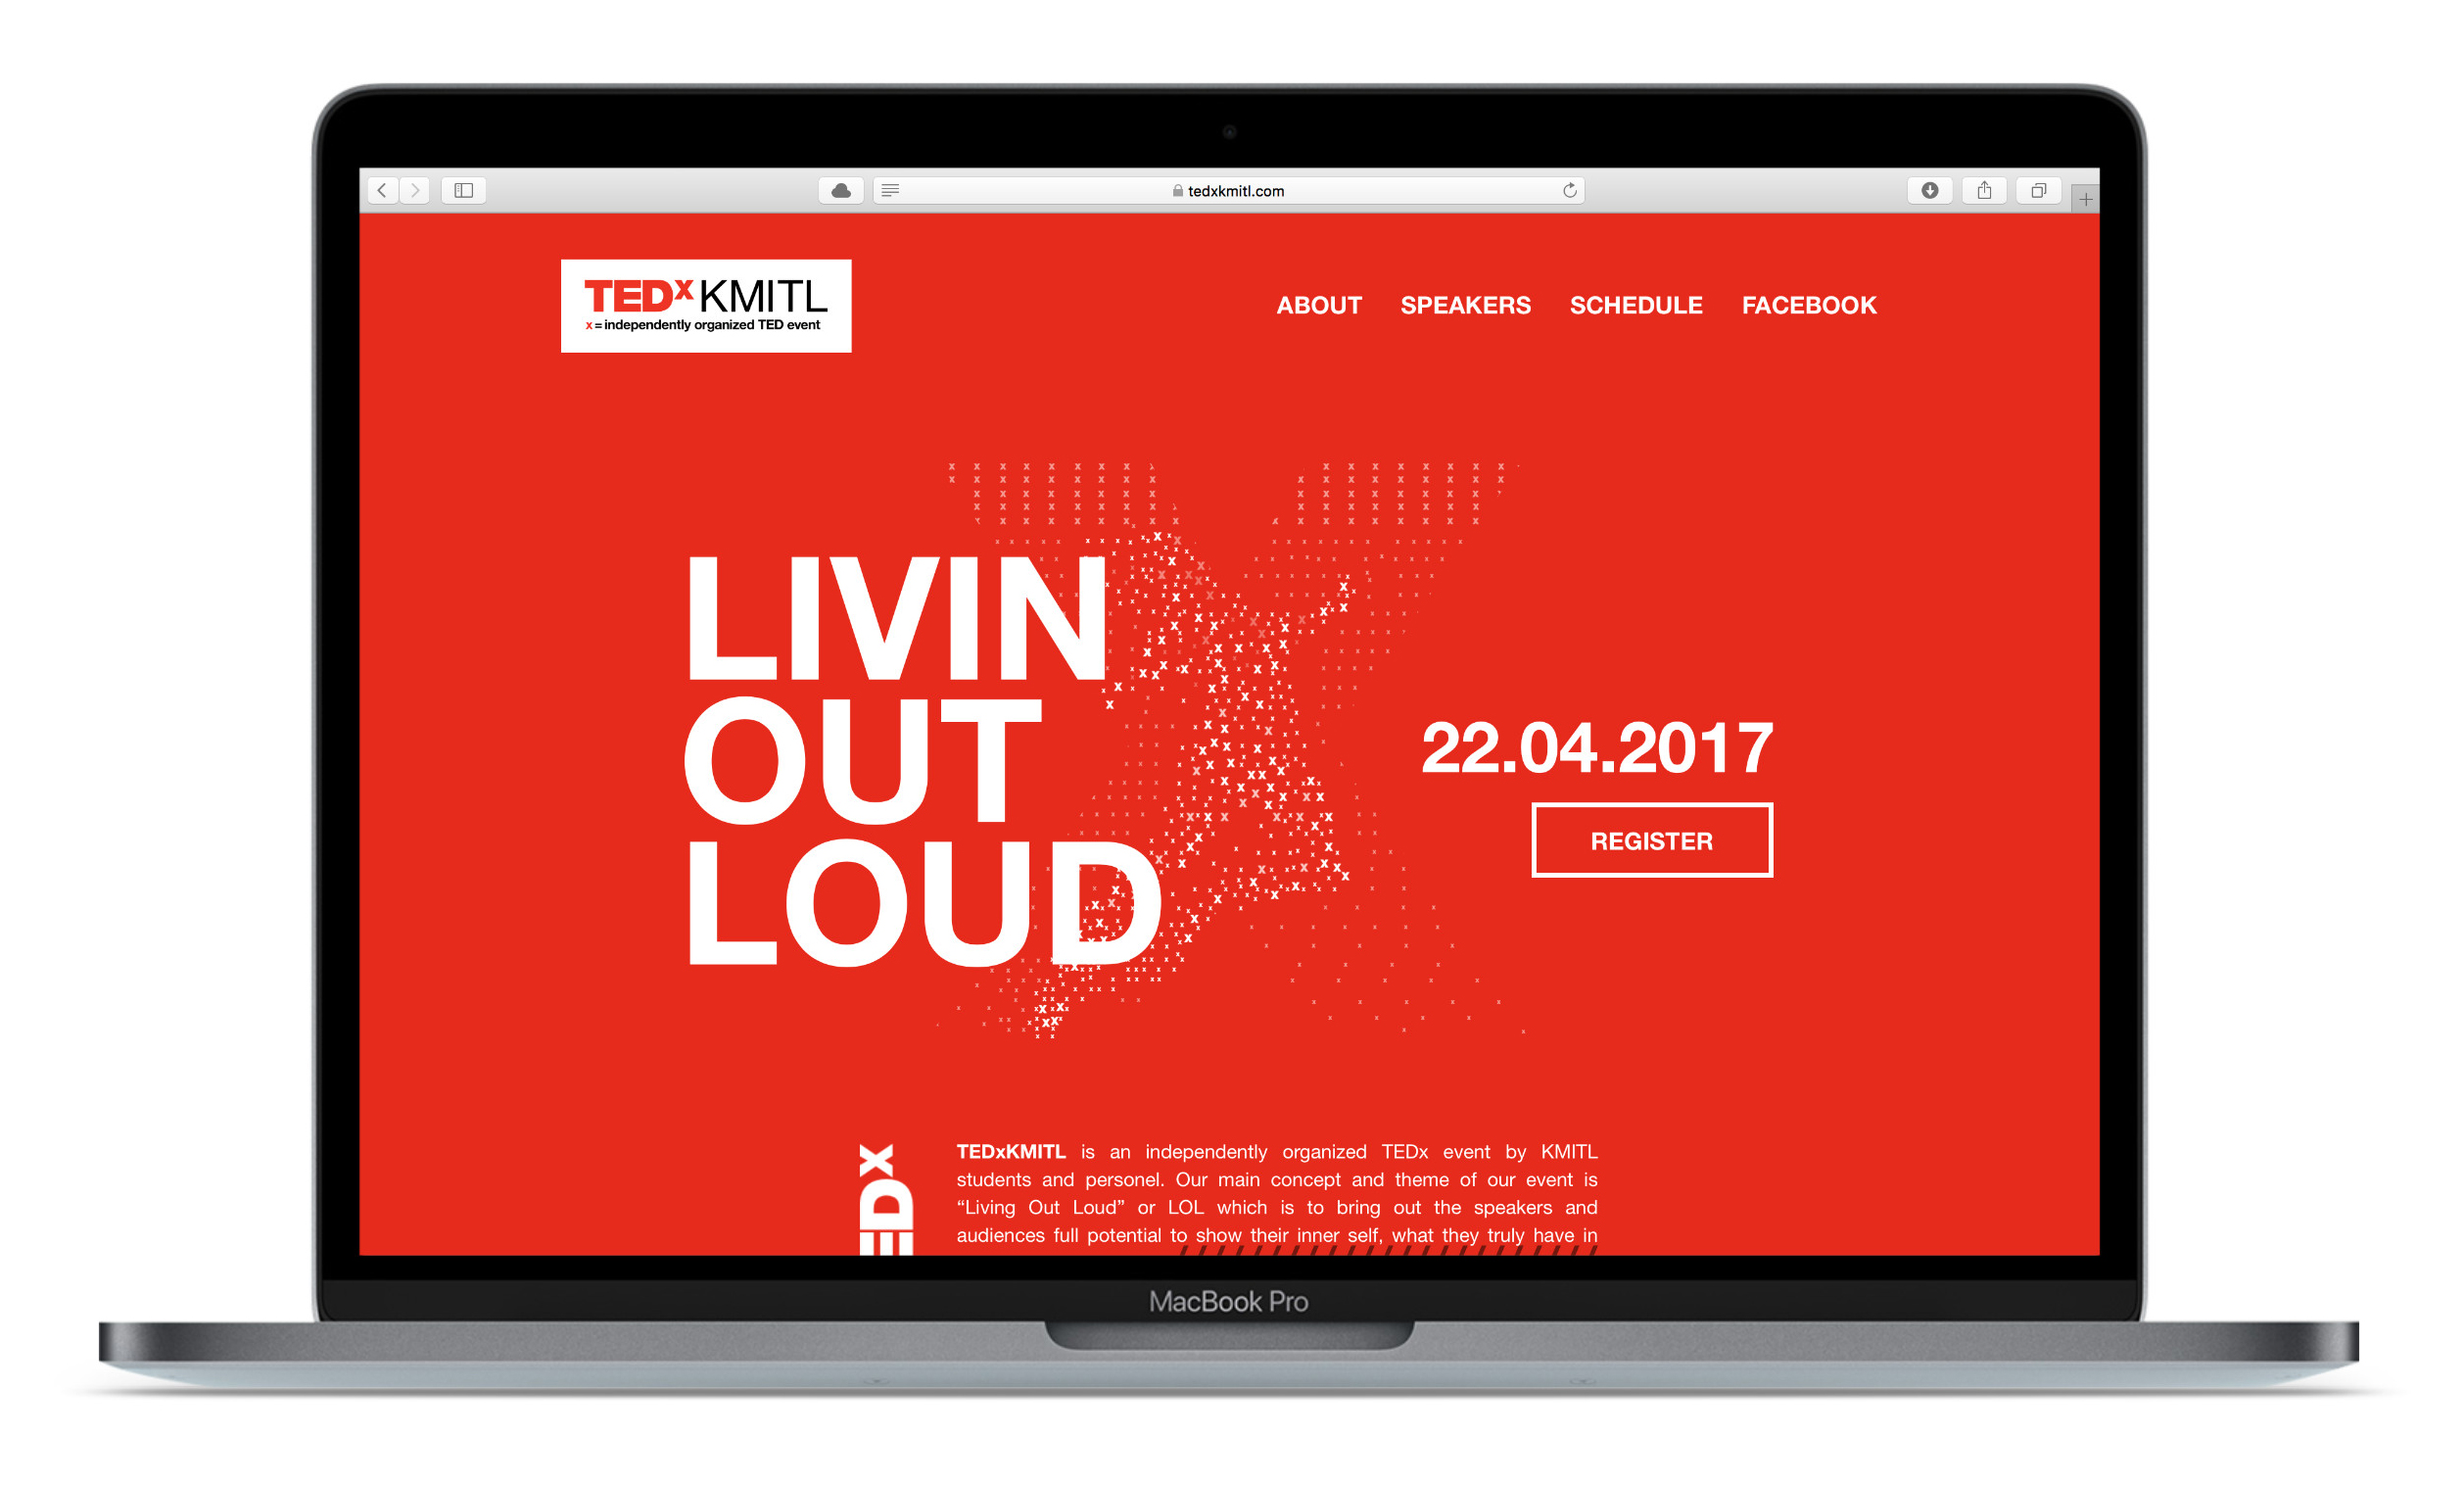 tedxkmitl.com
TEDxKMITL
x = independently organized TED event
ABOUT SPEAKERS SCHEDULE FACEBOOK
LIVIN
OUT
LOUD
22.04.2017
REGISTER
TEDxKMITL is an independently organized TEDx event by KMITL
students and personel. Our main concept and theme of our event is
“Living Out Loud” or LOL which is to bring out the speakers and
audiences full potential to show their inner self, what they truly have in
EDx
MacBook Pro